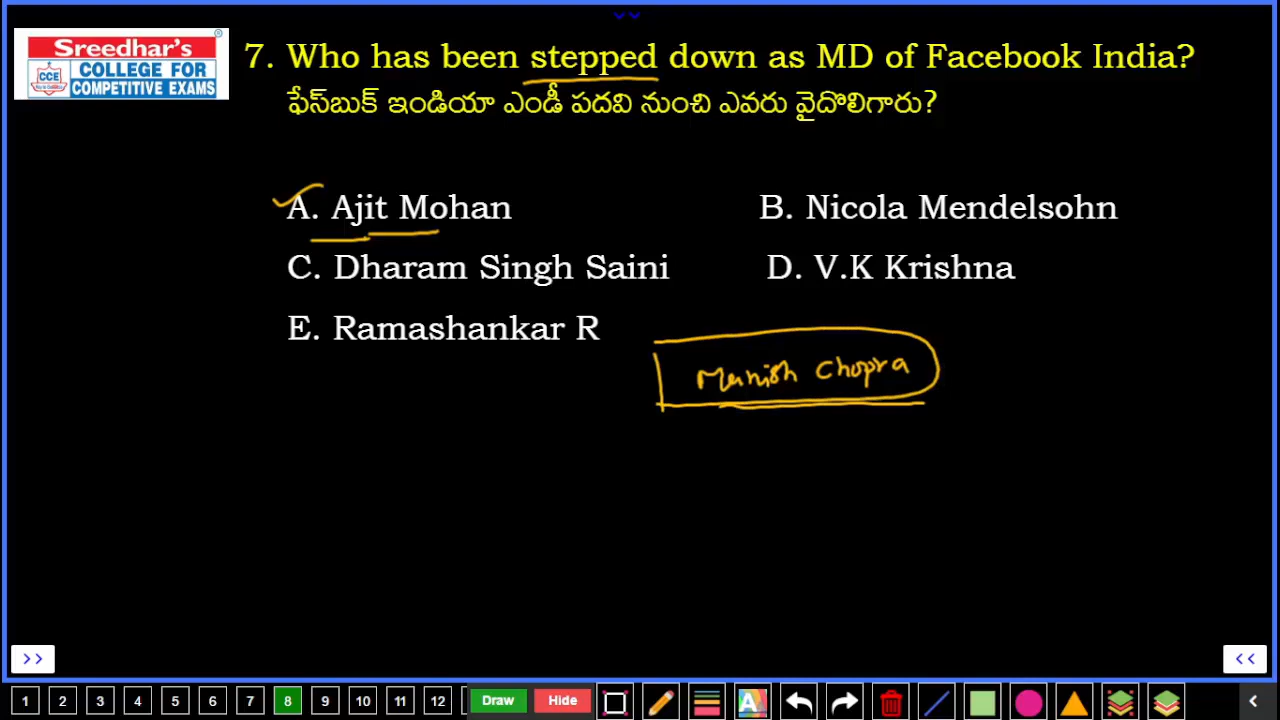 Sreedhar's
CCE
COLLEGE FOR
COMPETITIVE EXAMS
7. Who has been stepped down as MD of Facebook India?
ఫేస్‌బుక్ ఇండియా ఎండీ పదవి నుంచి ఎవరు వైదొలిగారు?
A. Ajit Mohan B. Nicola Mendelsohn
C. Dharam Singh Saini D. V.K Krishna
E. Ramashankar R
Manish Chopra
>> <<
1 2 3 4 5 6 7 8 9 10 11 12 Draw Hide A <